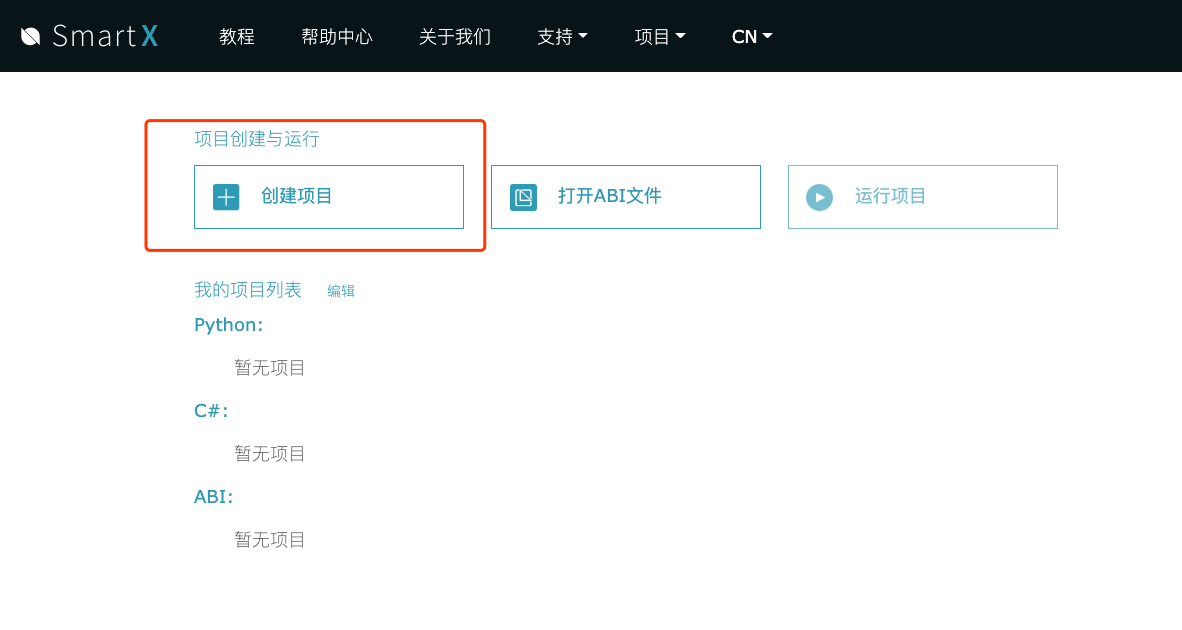 SmartX 教程 帮助中心 关于我们 支持 项目 CN
项目创建与运行
创建项目 打开ABI文件 运行项目
我的项目列表 编辑
Python:
暂无项目
C#:
暂无项目
ABI:
暂无项目